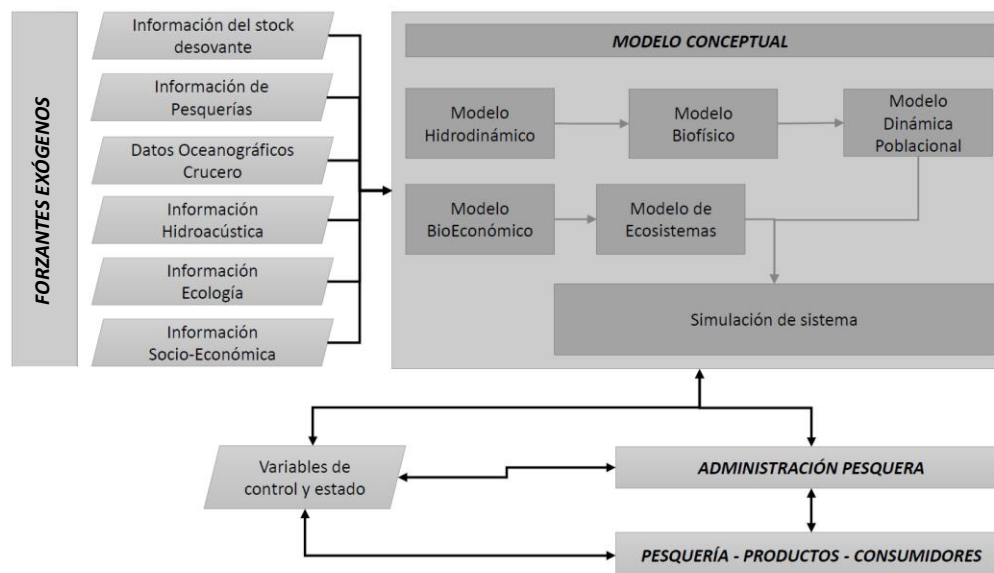 FORZANTES EXÓGENOS
Información del stock
desovante
Información de
Pesquerías
Datos Oceanográficos
Crucero
Información
Hidroacústica
Información
Ecología
Información
Socio-Económica
MODELO CONCEPTUAL
Modelo
Hidrodinámico
Modelo
Biofísico
Modelo
Dinámica
Poblacional
Modelo
BioEconómico
Modelo de
Ecosistemas
Simulación de sistema
Variables de
control y estado
ADMINISTRACIÓN PESQUERA
PESQUERÍA - PRODUCTOS - CONSUMIDORES